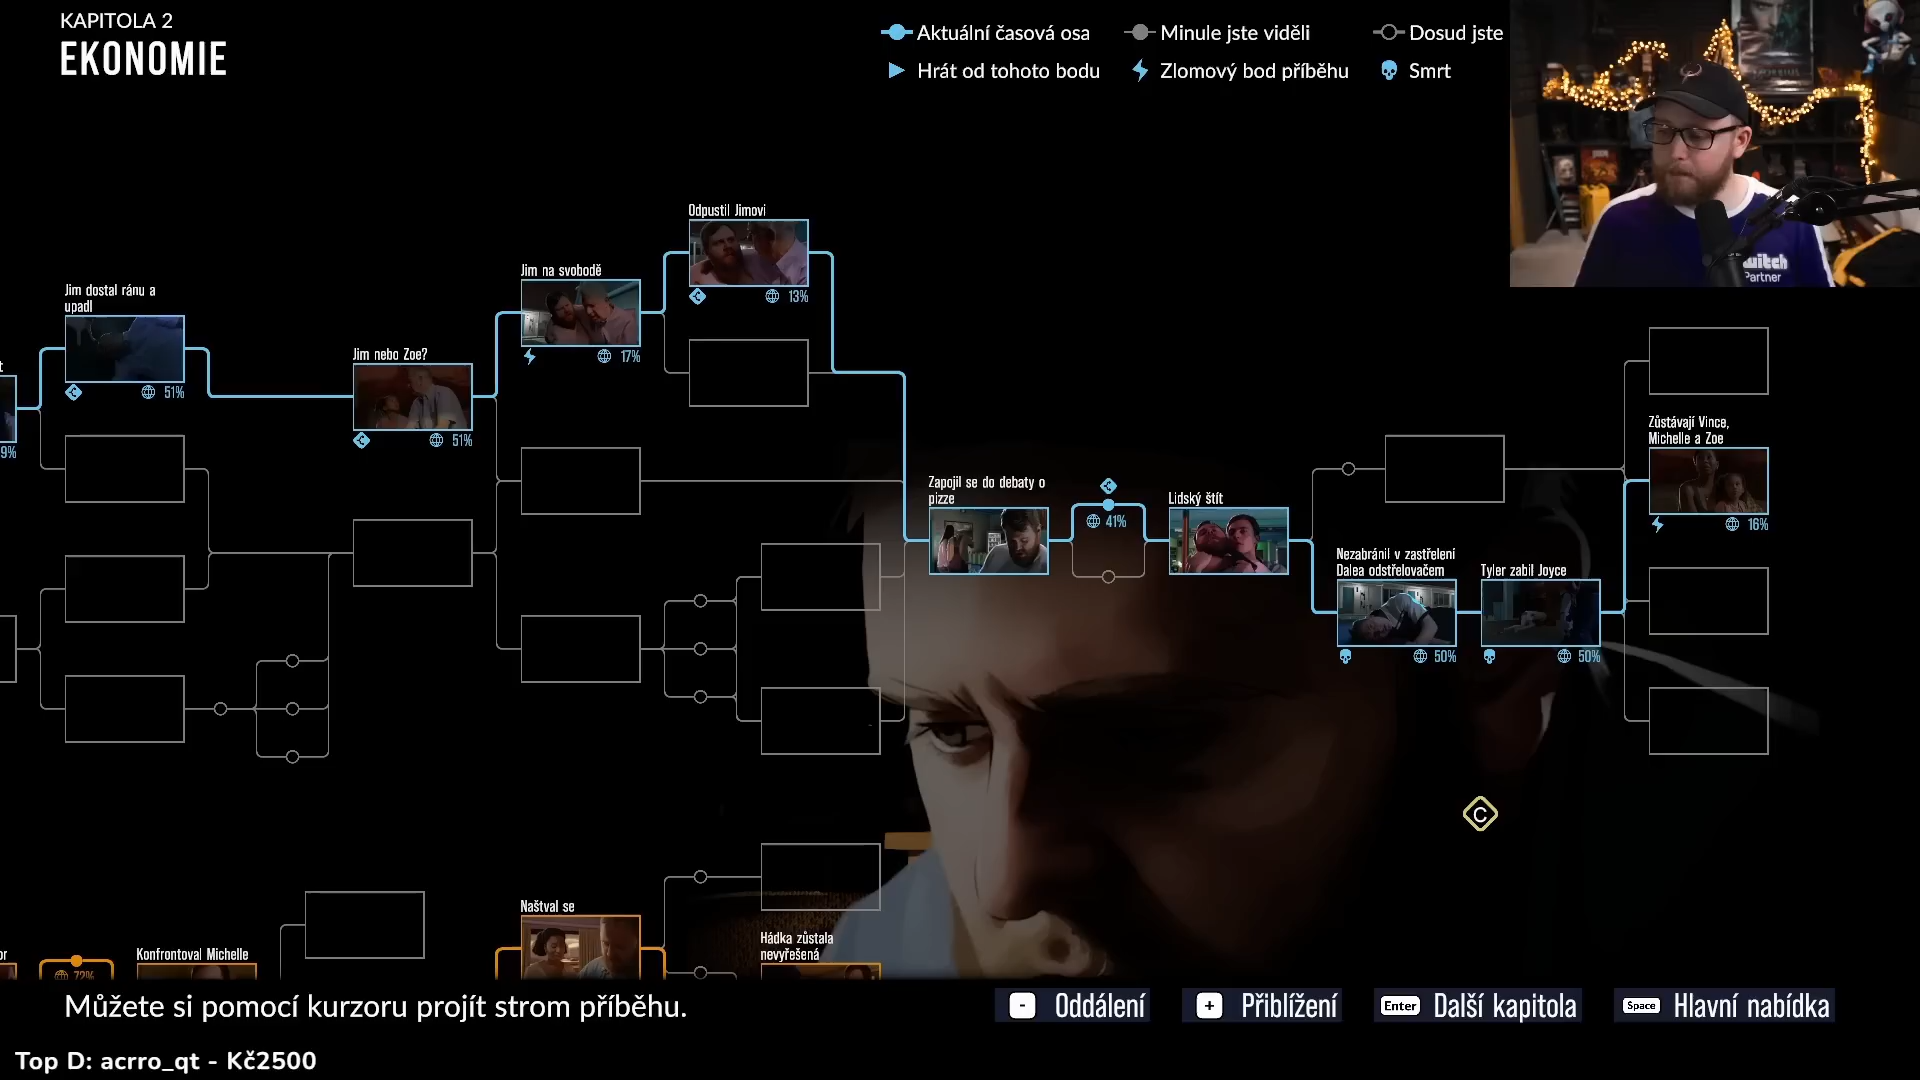 KAPITOLA 2
EKONOMIE
Aktuální časová osa
Minule jste viděli
Dosud jste
Hrát od tohoto bodu
Zlomový bod příběhu
Smrt
Odpustil Jimovi
13%
Jim na svobodě
17%
Jim dostal ránu a
upadl
51%
Jim nebo Zoe?
51%
9%
Zapojil se do debaty o
pizze
41%
Lidský štít
Zůstávají Vince,
Michelle a Zoe
16%
Nezabránil v zastřelení
Dalea odstřelovačem
50%
Tyler zabil Joyce
50%
C
Naštval se
Hádka zůstala
nevyřešená
Konfrontoval Michelle
72%
Můžete si pomocí kurzoru projít strom příběhu.
- Oddálení
+ Přiblížení
Enter Další kapitola
Space Hlavní nabídka
Top D: acrro_qt - Kč2500
Partner